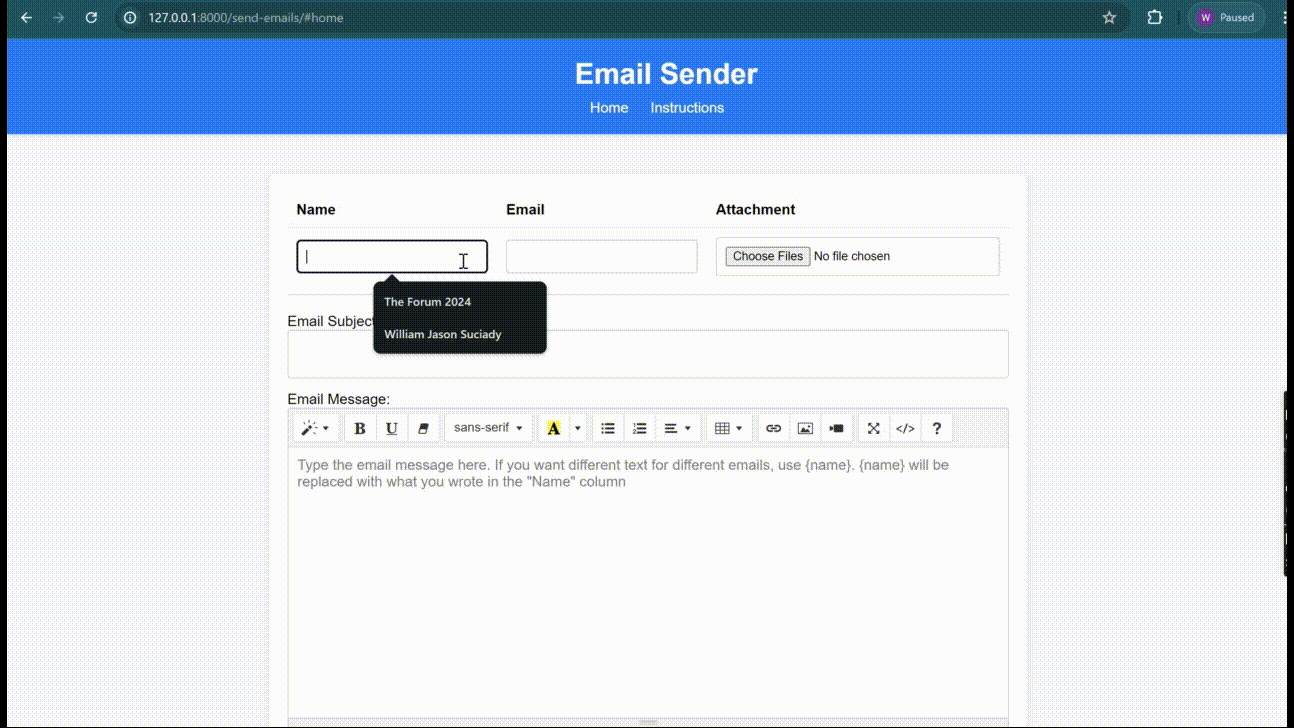 127.0.0.1:8000/send-emails/#home
W Paused
Email Sender
Home Instructions
Name Email Attachment
Choose Files No file chosen
The Forum 2024
William Jason Suciady
Email Subject
Email Message:
B U sans-serif A </> ?
Type the email message here. If you want different text for different emails, use {name}. {name} will be
replaced with what you wrote in the "Name" column